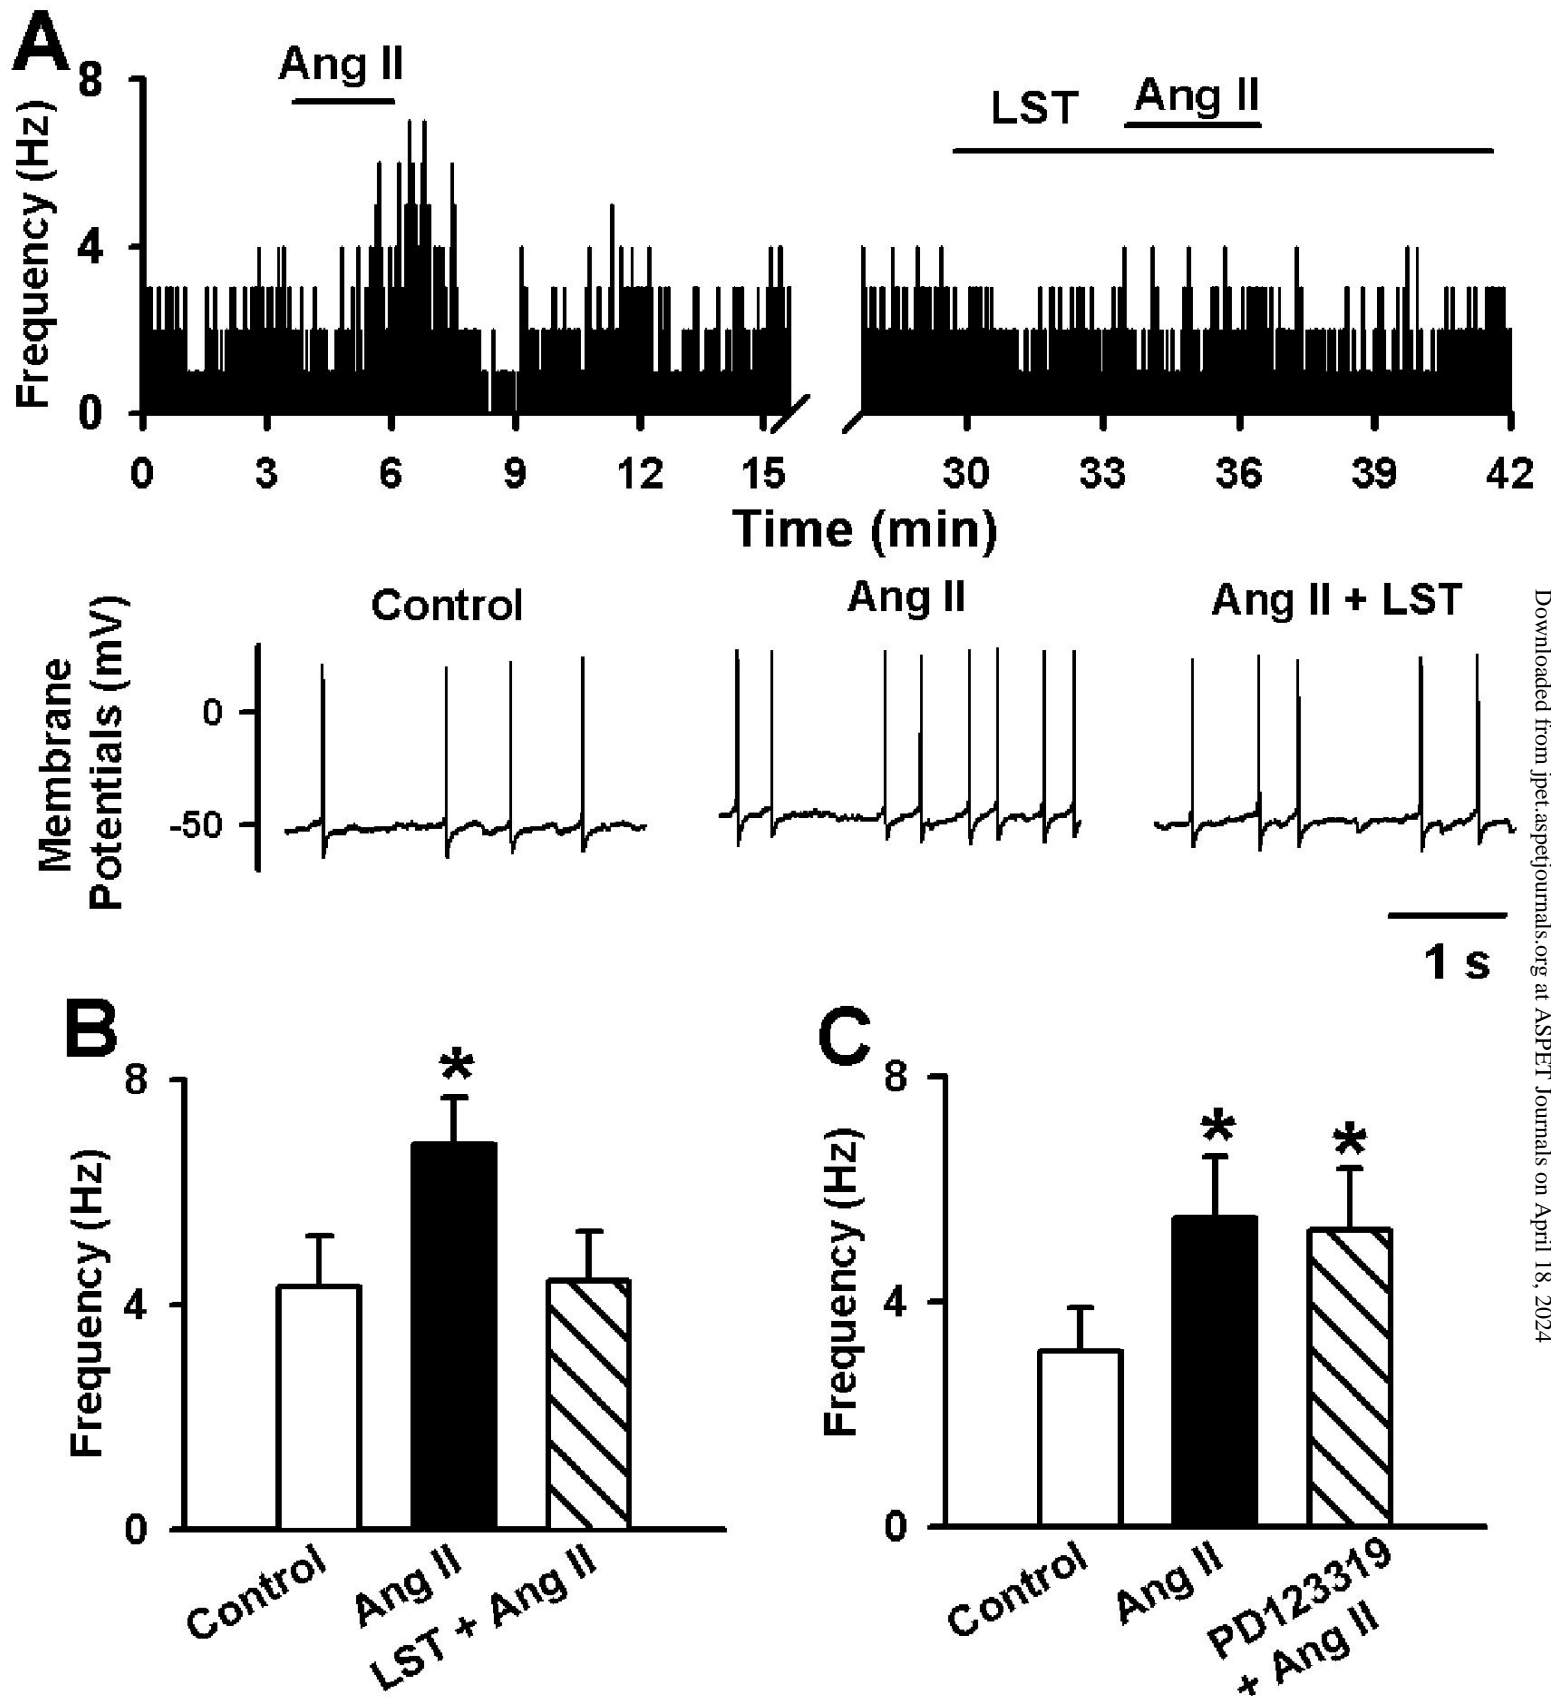 A
Ang II
LST
Ang II
Frequency (Hz)
8
4
0
0 3 6 9 12 15 30 33 36 39 42
Time (min)
Control
Ang II
Ang II + LST
Membrane
Potentials (mV)
0
-50
1 s
B
Frequency (Hz)
8
*
4
0
Control
Ang II
LST + Ang II
C
Frequency (Hz)
8
* *
4
0
Control
Ang II
PD123319
+ Ang II
Downloaded from jpet.aspetjournals.org at ASPET Journals on April 18, 2024